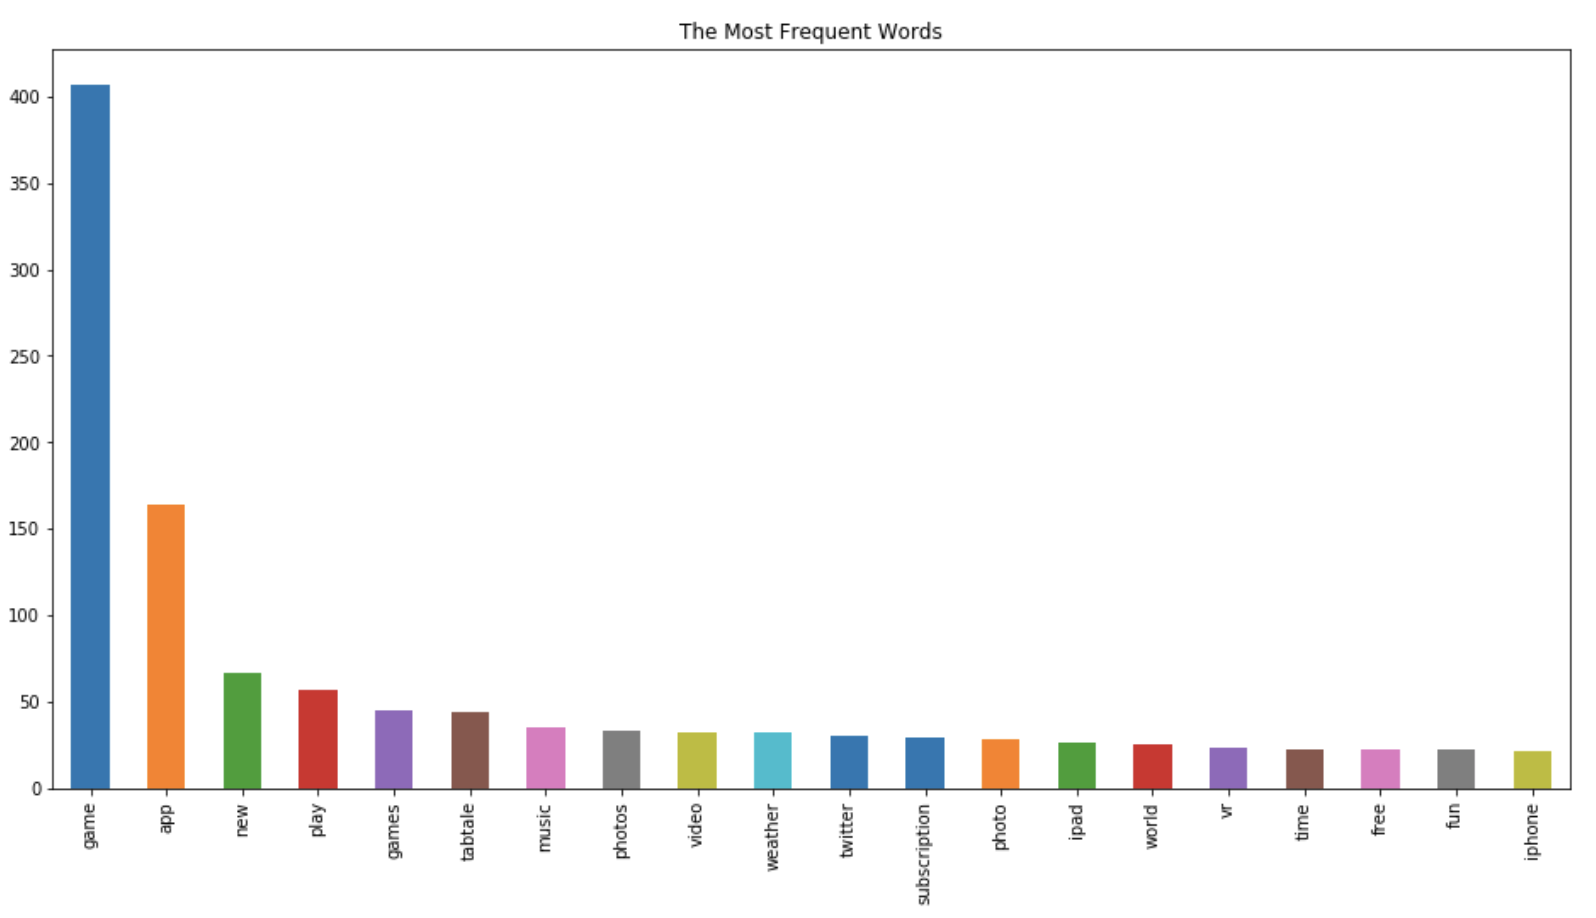 The Most Frequent Words
400
350
300
250
200
150
100
50
0
game
app
new
play
games
tabtale
music
photos
video
weather
twitter
subscription
photo
ipad
world
vr
time
free
fun
iphone